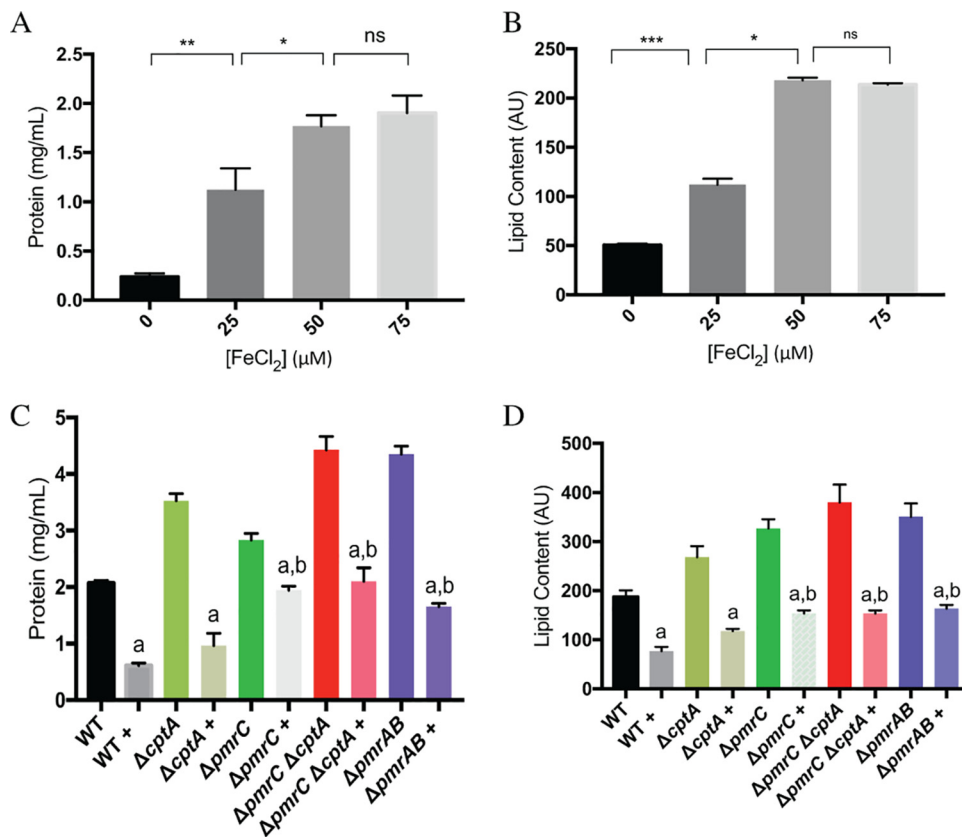 A
Protein (mg/mL)
2.5
2.0
1.5
1.0
0.5
0.0
**
*
ns
0
25
50
75
[FeCl₂] (μM)
B
Lipid Content (AU)
250
200
150
100
50
0
***
*
ns
0
25
50
75
[FeCl₂] (μM)
C
Protein (mg/mL)
5
4
3
2
1
0
a
a
a,b
a,b
a,b
WT
WT +
ΔcptA
ΔcptA +
ΔpmrC
ΔpmrC +
ΔpmrC ΔcptA
ΔpmrC ΔcptA +
ΔpmrAB
ΔpmrAB +
D
Lipid Content (AU)
500
400
300
200
100
0
a
a
a,b
a,b
a,b
WT
WT +
ΔcptA
ΔcptA +
ΔpmrC
ΔpmrC +
ΔpmrC ΔcptA
ΔpmrC ΔcptA +
ΔpmrAB
ΔpmrAB +